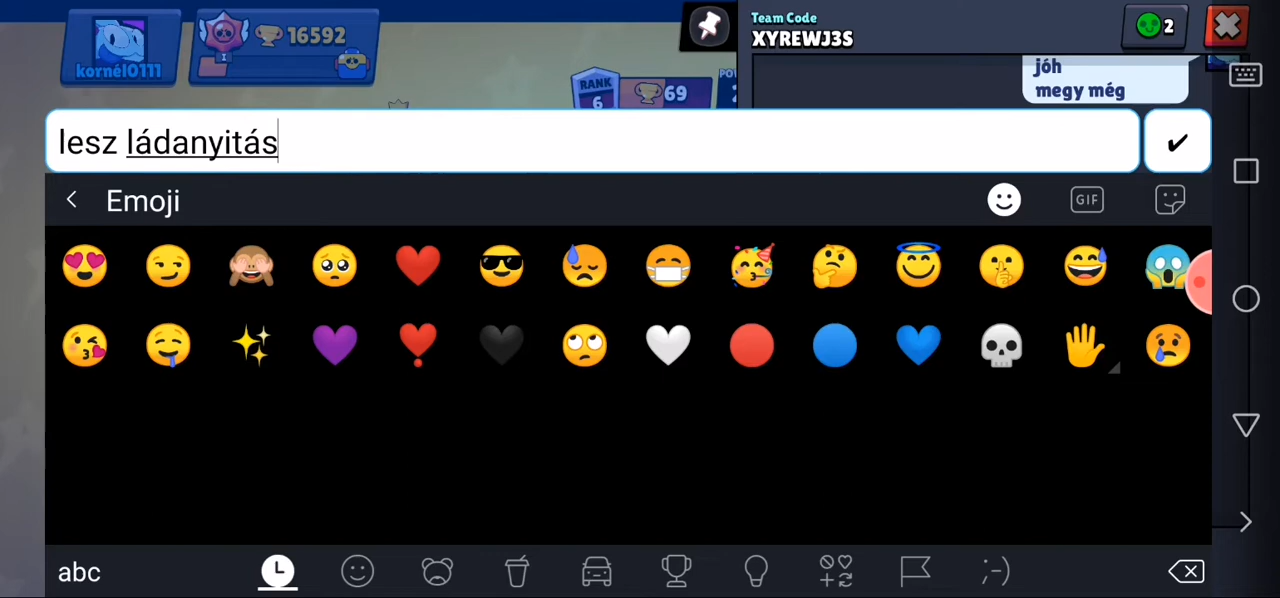 kornél0111
16592
Team Code
XYREWJ3S
2
jóh
megy még
RANK
6
69
lesz ládanyitás
Emoji
GIF
abc